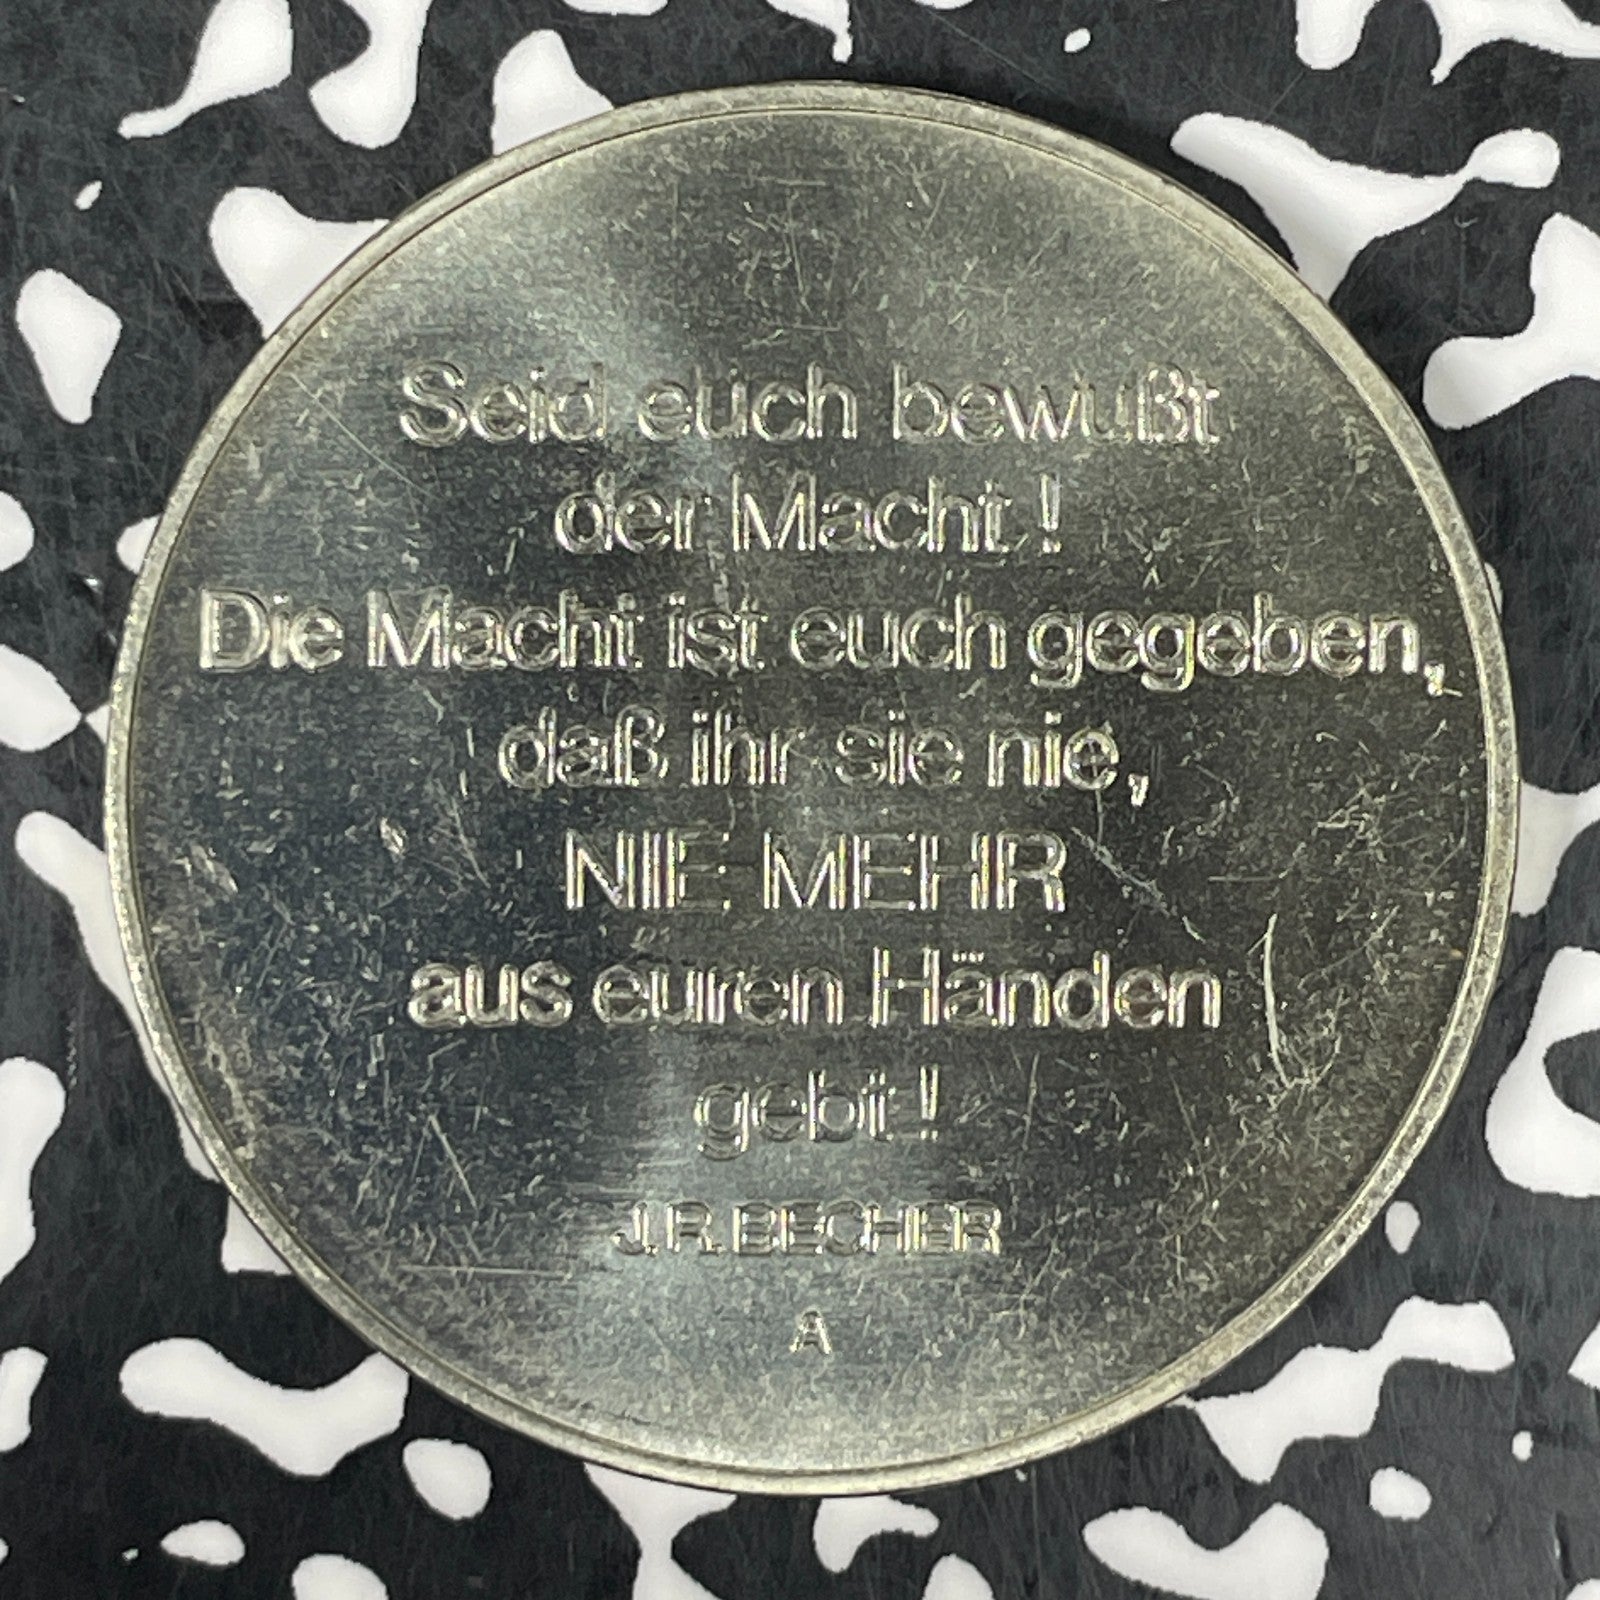 Seid euch bewußt
der Macht!
Die Macht ist euch gegeben,
daß ihr sie nie,
NIE MEHR
aus euren Händen
gebt!
J.R.BECHER
A